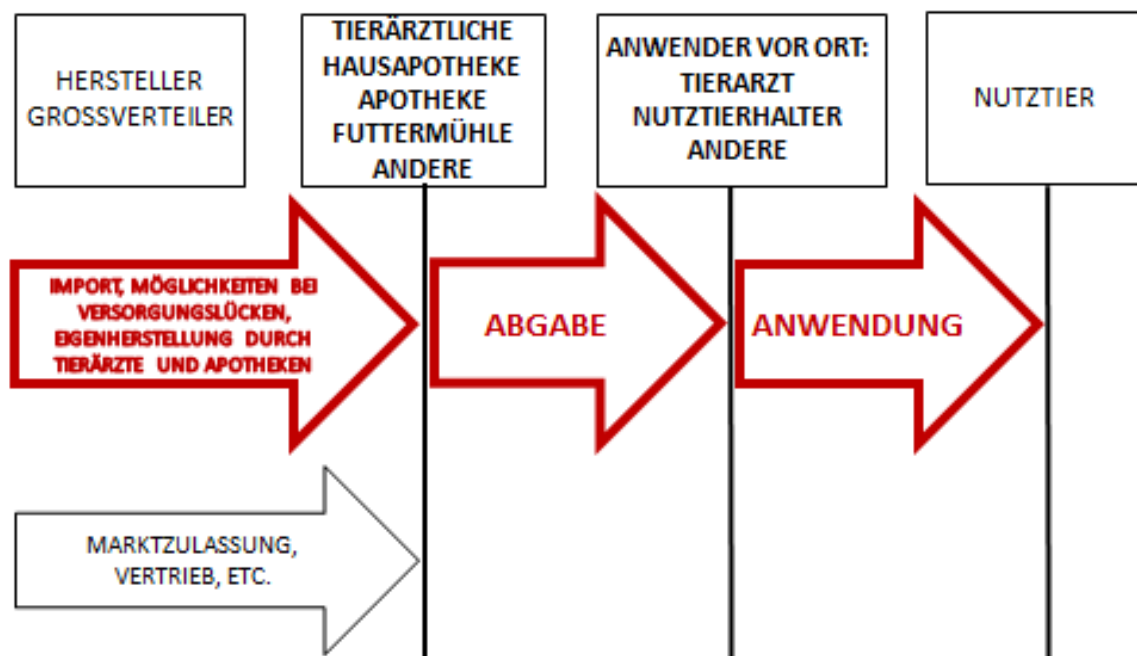 HERSTELLER
GROSSVERTEILER
TIERÄRZTLICHE
HAUSAPOTHEKE
APOTHEKE
FUTTERMÜHLE
ANDERE
ANWENDER VOR ORT:
TIERARZT
NUTZTIERHALTER
ANDERE
NUTZTIER
IMPORT, MÖGLICHKEITEN BEI
VERSORGUNGSLÜCKEN,
EIGENHERSTELLUNG DURCH
TIERÄRZTE UND APOTHEKEN
ABGABE
ANWENDUNG
MARKTZULASSUNG,
VERTRIEB, ETC.